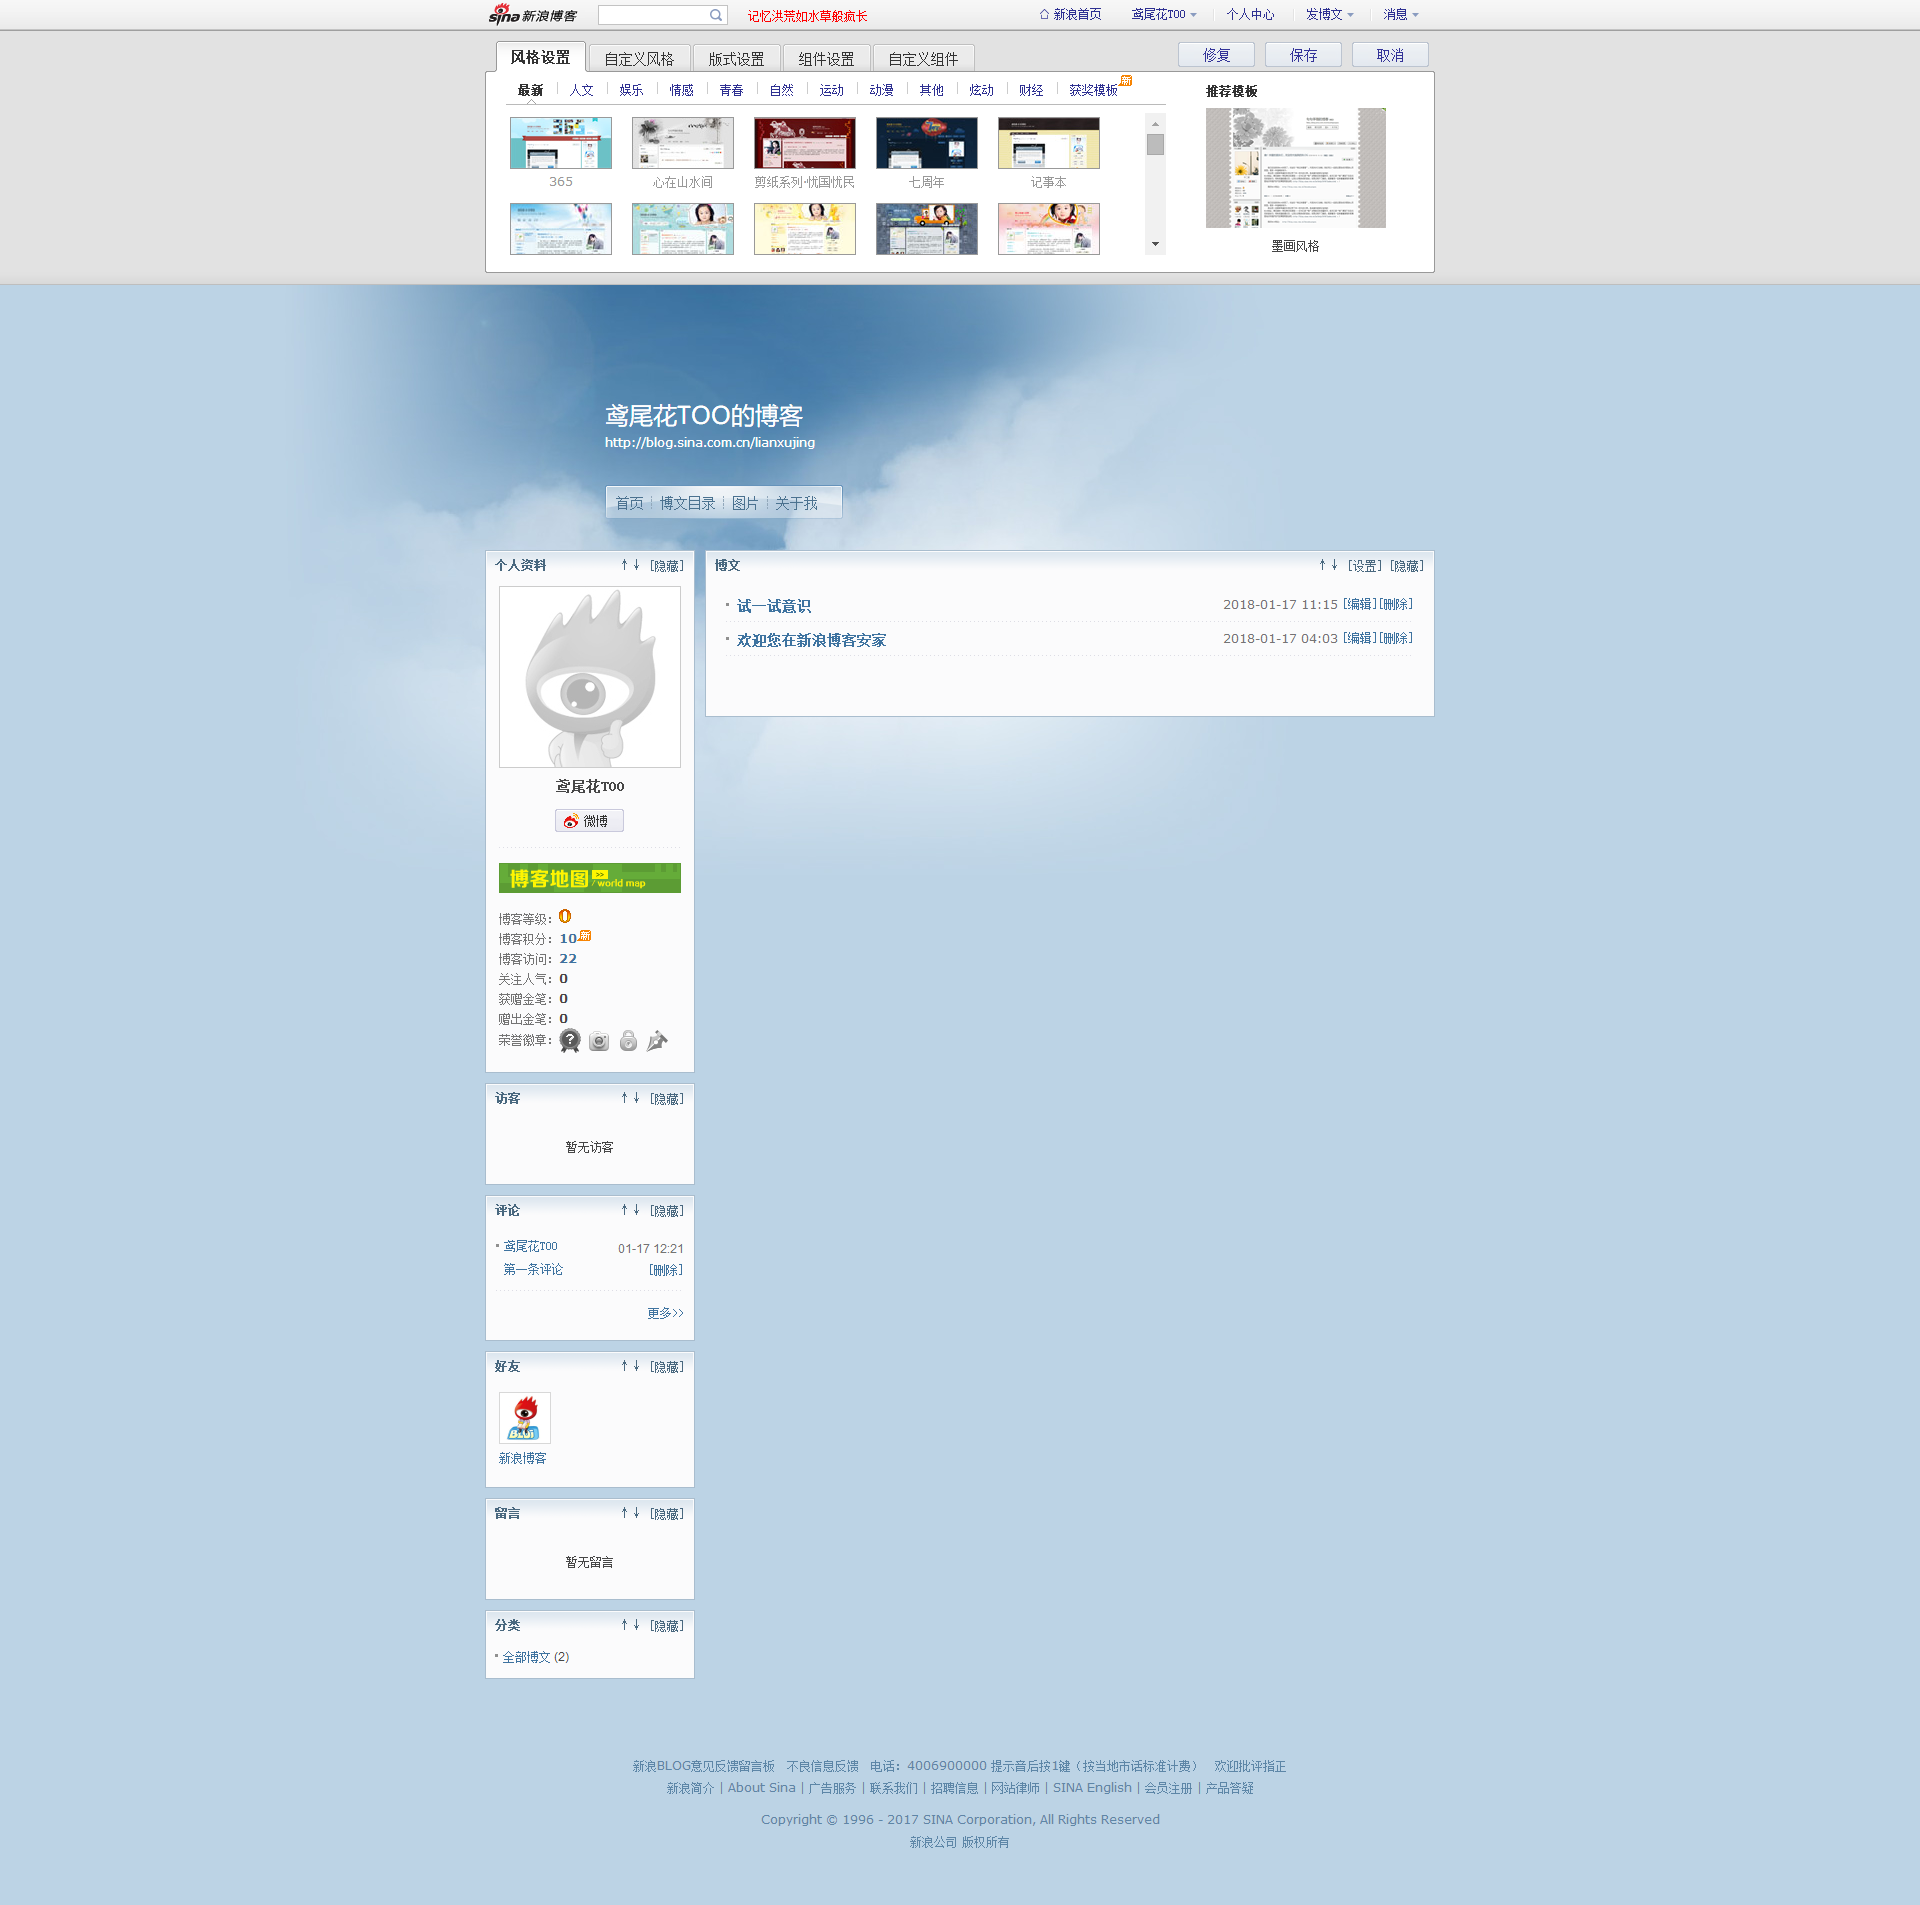 sina新浪博客 记忆洪荒如水草般疯长 新浪首页 鸢尾花TOO 个人中心 发博文 消息
风格设置 自定义风格 版式设置 组件设置 自定义组件 修复 保存 取消
最新 人文 娱乐 情感 青春 自然 运动 动漫 其他 炫动 财经 获奖模板 新
推荐模板
365 心在山水间 剪纸系列-忧国忧民 七周年 记事本
墨画风格
鸢尾花TOO的博客
http://blog.sina.com.cn/lianxujing
首页 博文目录 图片 关于我
个人资料 ↑ ↓ [隐藏]
鸢尾花TOO
微博
博客地图 >> /world map
博客等级： 0
博客积分： 10 新
博客访问： 22
关注人气： 0
获赠金笔： 0
赠出金笔： 0
荣誉徽章： ?
博文 ↑ ↓ [设置] [隐藏]
试一试意识 2018-01-17 11:15 [编辑][删除]
欢迎您在新浪博客安家 2018-01-17 04:03 [编辑][删除]
访客 ↑ ↓ [隐藏]
暂无访客
评论 ↑ ↓ [隐藏]
鸢尾花TOO 01-17 12:21
第一条评论 [删除]
更多>>
好友 ↑ ↓ [隐藏]
新浪博客
留言 ↑ ↓ [隐藏]
暂无留言
分类 ↑ ↓ [隐藏]
全部博文 (2)
新浪BLOG意见反馈留言板 不良信息反馈 电话：4006900000 提示音后按1键（按当地市话标准计费） 欢迎批评指正
新浪简介 | About Sina | 广告服务 | 联系我们 | 招聘信息 | 网站律师 | SINA English | 会员注册 | 产品答疑
Copyright © 1996 - 2017 SINA Corporation, All Rights Reserved
新浪公司 版权所有